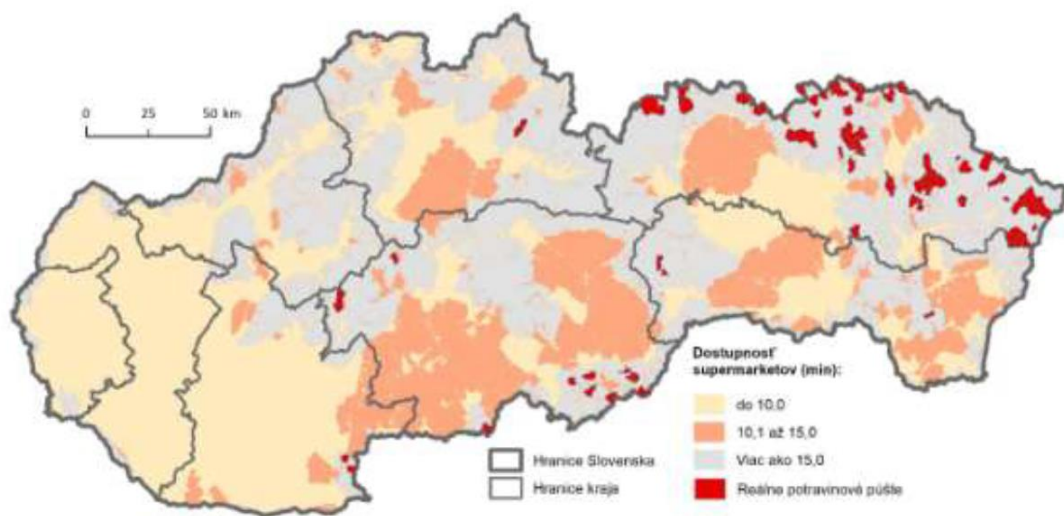 0 25 50 km
Dostupnosť
supermarketov (min):
do 10,0
10,1 až 15,0
Viac ako 15,0
Reálne potravinové púšte
Hranice Slovenska
Hranice kraja